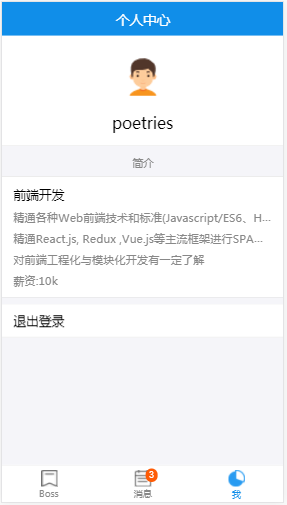 个人中心
poetries
简介
前端开发
精通各种Web前端技术和标准(Javascript/ES6、H...
精通React.js, Redux ,Vue.js等主流框架进行SPA...
对前端工程化与模块化开发有一定了解
薪资:10k
退出登录
3
Boss
消息
我